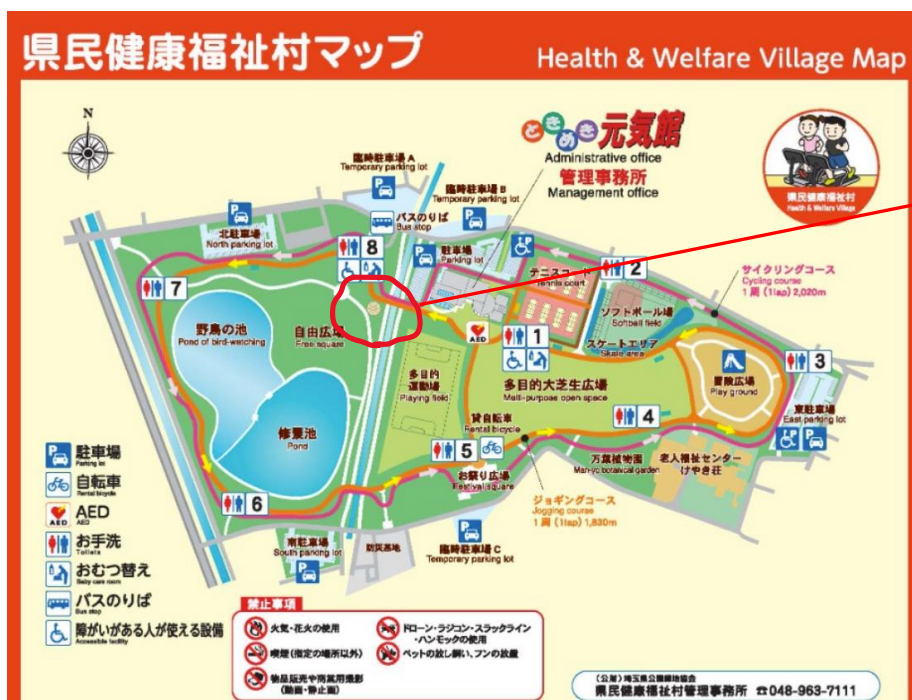 県民健康福祉村マップ
Health & Welfare Village Map
N
ときめき元気館
Administrative office
管理事務所
Management office
県民健康福祉村
Health & Welfare Village
臨時駐車場A
Temporary parking lot
臨時駐車場B
Temporary parking lot
バスのりば
Bus stop
北駐車場
North parking lot
駐車場
Parking lot
8
7
テニスコート
Tennis court
2
サイクリングコース
Cycling course
1周 (1lap) 2,020m
ソフトボール場
Softball field
野鳥の池
Pond of bird-watching
自由広場
Free square
AED
1
スケートエリア
Skate area
冒険広場
Play ground
3
多目的
運動場
Playing field
多目的大芝生広場
Multi-purpose open space
東駐車場
East parking lot
修景池
Pond
貸自転車
Rental bicycle
4
5
万葉植物園
Man-yo botanical garden
老人福祉センター
けやき荘
お祭り広場
Festival square
6
ジョギングコース
Jogging course
1周 (1lap) 1,830m
南駐車場
South parking lot
防災基地
臨時駐車場C
Temporary parking lot
駐車場
Parking lot
自転車
Rental bicycle
AED
AED
お手洗
Toilets
おむつ替え
Baby care room
バスのりば
Bus stop
障がいがある人が使える設備
Accessible facility
禁止事項
火気・花火の使用
喫煙(指定の場所以外)
物品販売や商業用撮影
(動画・静止画)
ドローン・ラジコン・スラックライン
・ハンモックの使用
ペットの放し飼い、フンの放置
(公財)埼玉県公園緑地協会
県民健康福祉村管理事務所 ☎048-963-7111